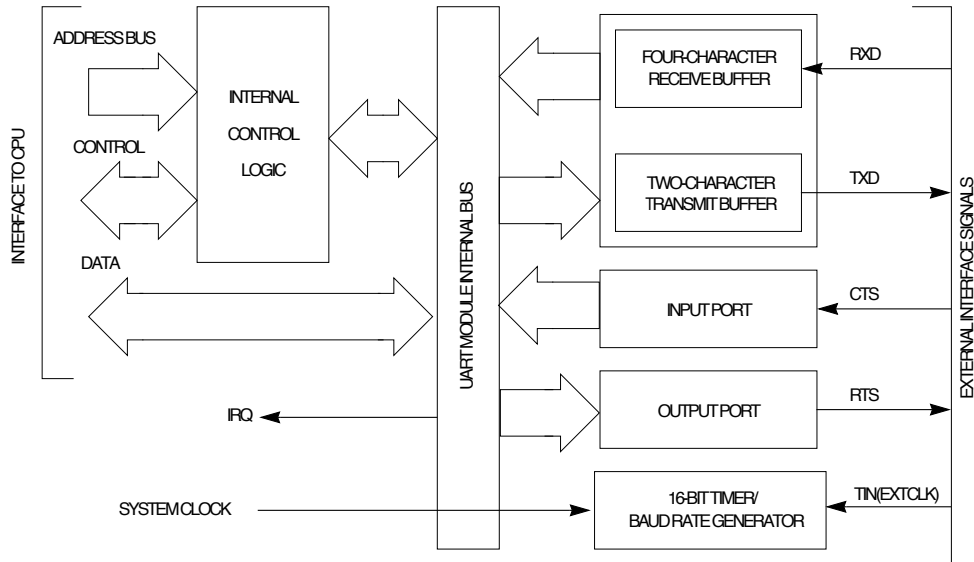 ADDRESS BUS
INTERNAL
CONTROL
LOGIC
CONTROL
DATA
INTERFACE TO CPU
IRQ
SYSTEM CLOCK
UART MODULE INTERNAL BUS
FOUR-CHARACTER
RECEIVE BUFFER
RXD
TWO-CHARACTER
TRANSMIT BUFFER
TXD
INPUT PORT
CTS
OUTPUT PORT
RTS
16-BIT TIMER/
BAUD RATE GENERATOR
TIN(EXTCLK)
EXTERNAL INTERFACE SIGNALS